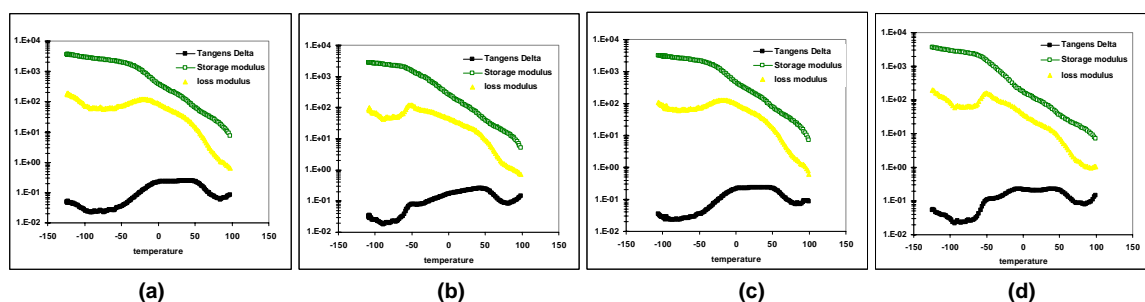 1.E+04
1.E+03
1.E+02
1.E+01
1.E+00
1.E-01
1.E-02
-150 -100 -50 0 50 100 150
temperature
Tangens Delta
Storage modulus
loss modulus
(a)
1.E+04
1.E+03
1.E+02
1.E+01
1.E+00
1.E-01
1.E-02
-150 -100 -50 0 50 100 150
temperature
Tangens Delta
Storage modulus
loss modulus
(b)
1.E+04
1.E+03
1.E+02
1.E+01
1.E+00
1.E-01
1.E-02
-150 -100 -50 0 50 100 150
temperature
Tangens Delta
Storage modulus
loss modulus
(c)
1.E+04
1.E+03
1.E+02
1.E+01
1.E+00
1.E-01
1.E-02
-150 -100 -50 0 50 100 150
temperature
Tangens Delta
Storage modulus
loss modulus
(d)